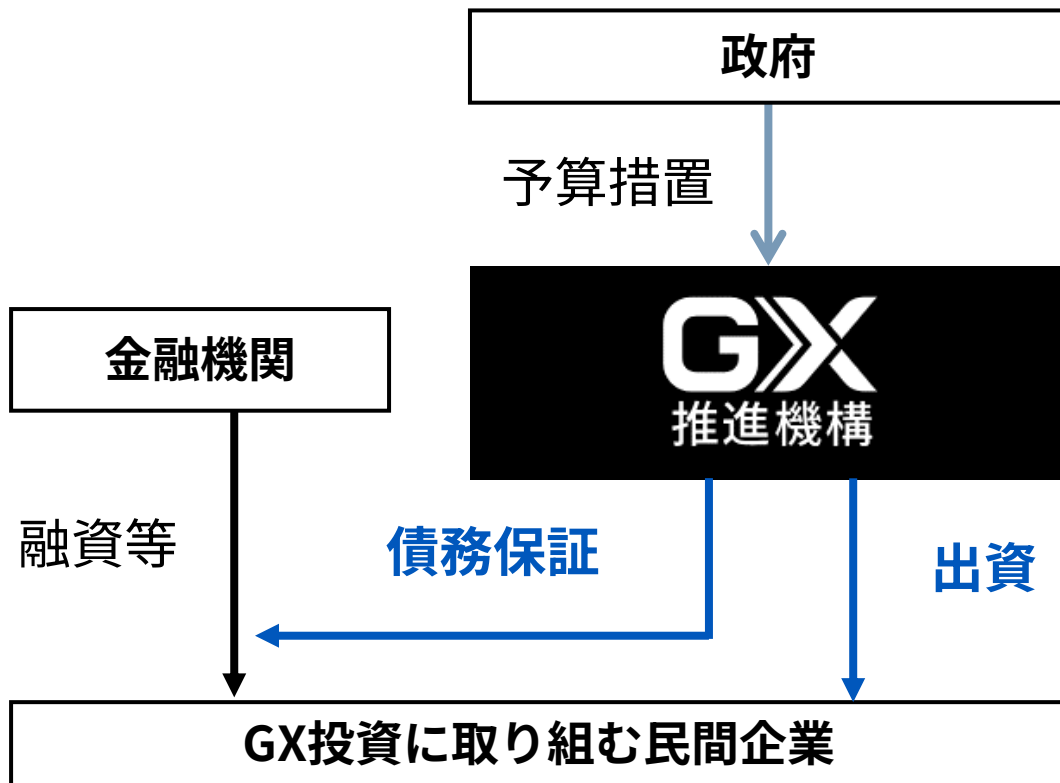 政府
予算措置
GX
推進機構
金融機関
融資等
債務保証
出資
GX投資に取り組む民間企業